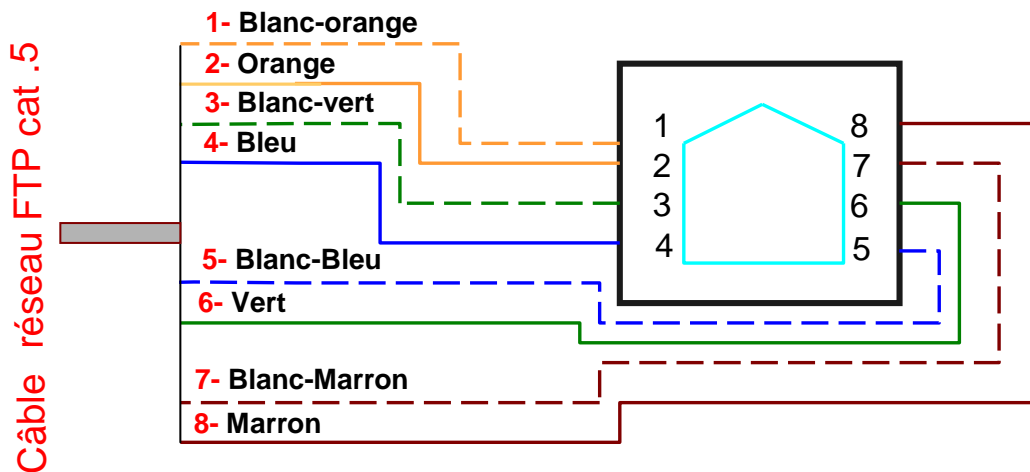 Câble réseau FTP cat .5
1- Blanc-orange
2- Orange
3- Blanc-vert
4- Bleu
5- Blanc-Bleu
6- Vert
7- Blanc-Marron
8- Marron
1 8
2 7
3 6
4 5